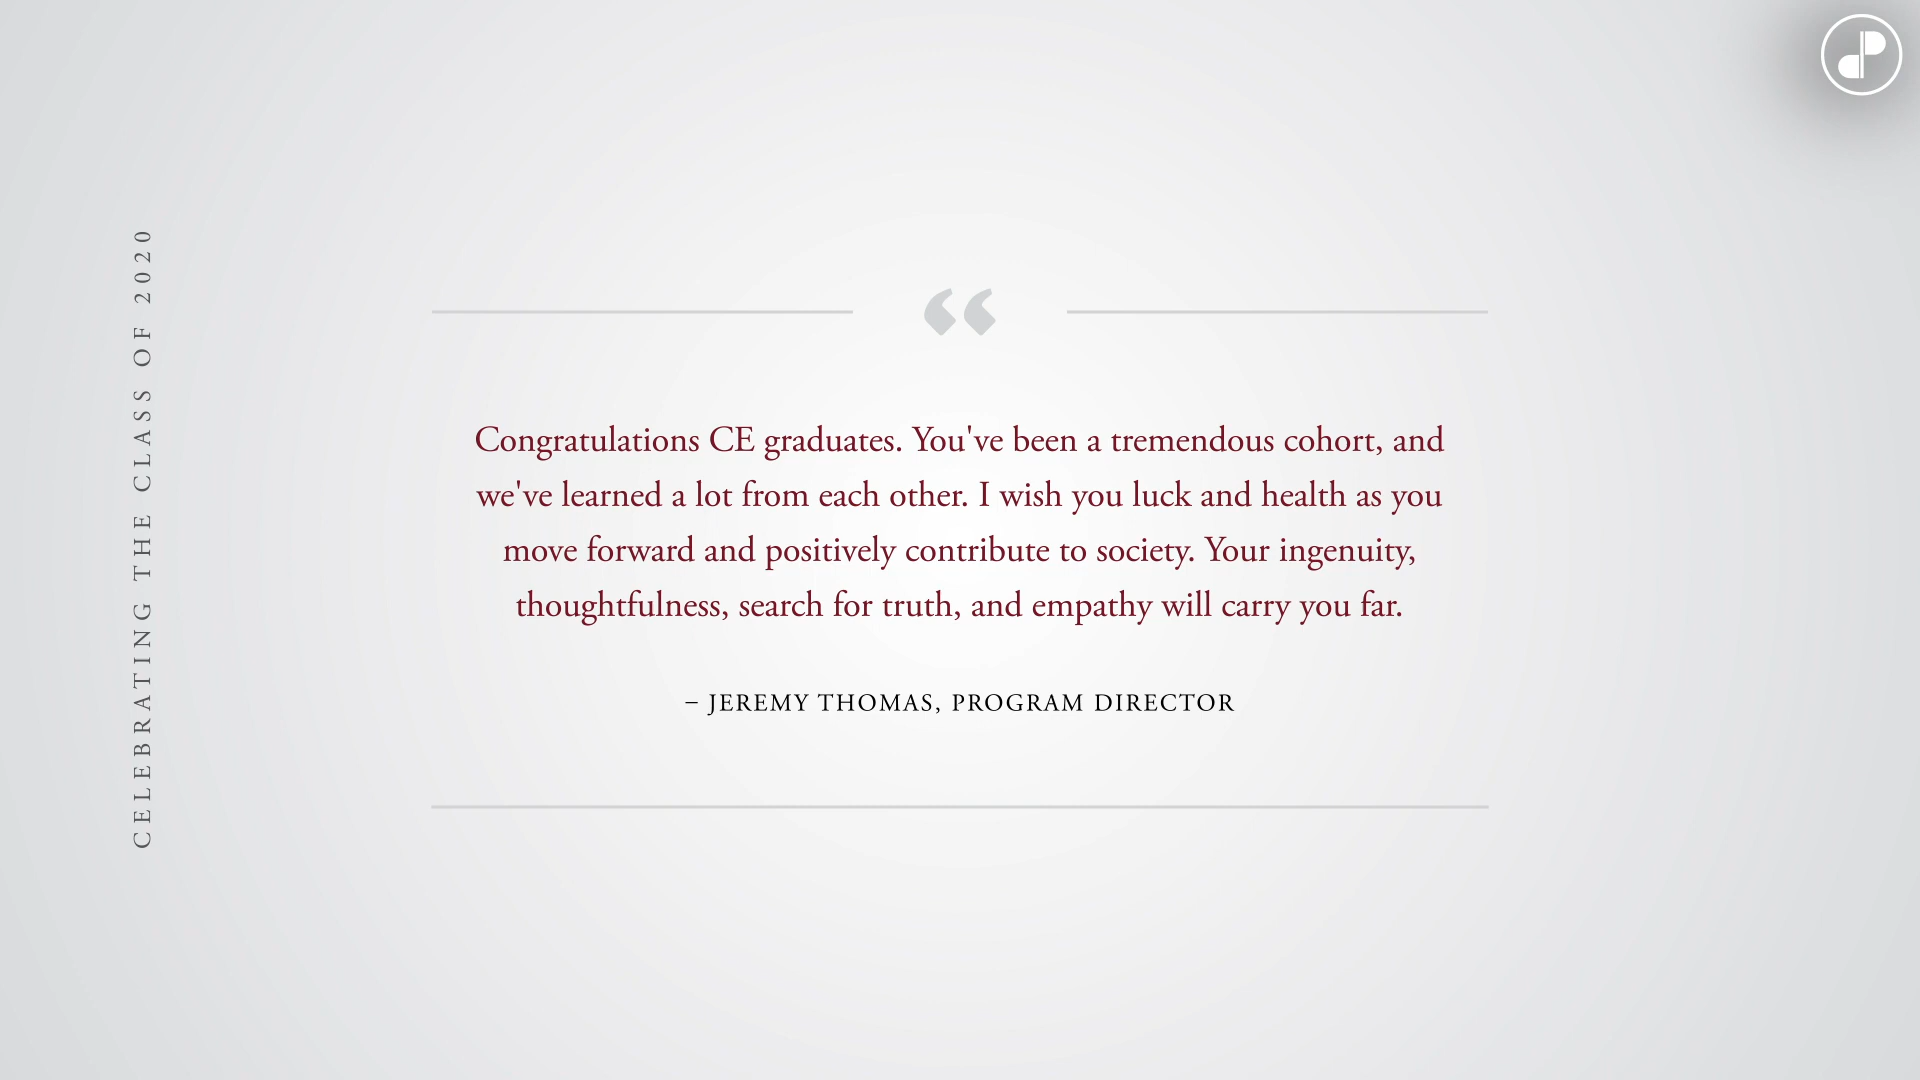 CELEBRATING THE CLASS OF 2020
“
Congratulations CE graduates. You've been a tremendous cohort, and
we've learned a lot from each other. I wish you luck and health as you
move forward and positively contribute to society. Your ingenuity,
thoughtfulness, search for truth, and empathy will carry you far.
– JEREMY THOMAS, PROGRAM DIRECTOR